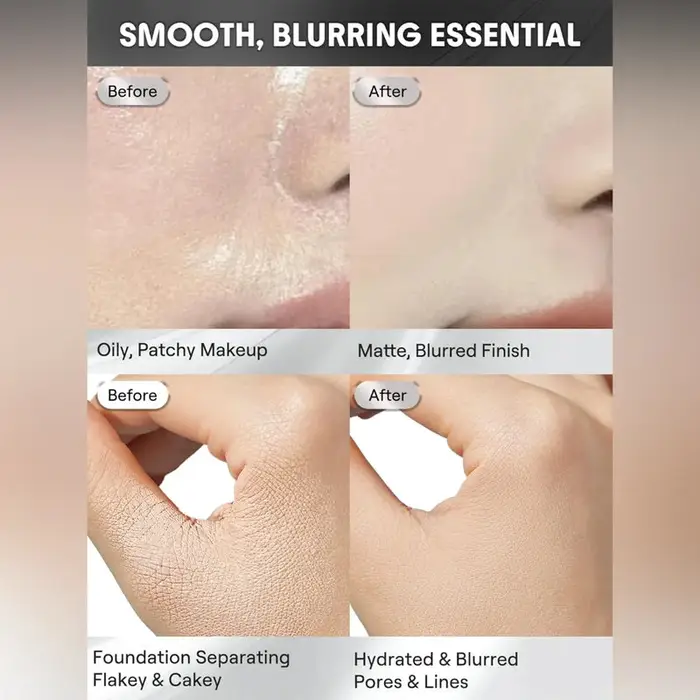 SMOOTH, BLURRING ESSENTIAL
Before
After
Oily, Patchy Makeup
Matte, Blurred Finish
Before
After
Foundation Separating
Flakey & Cakey
Hydrated & Blurred
Pores & Lines